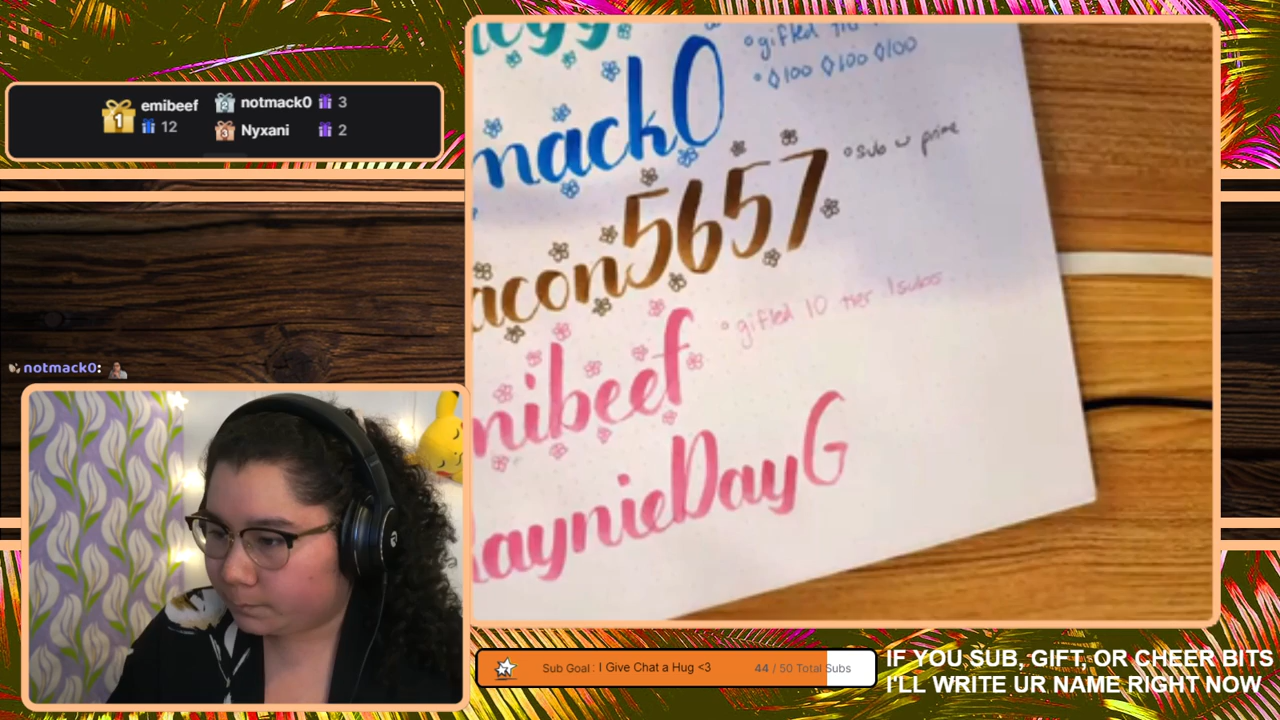 emibeef
12
notmack0 3
Nyxani 2
notmack0:
gifted
mack0
◊100 ◊100 ◊100
acon5657
sub w prime
mibeef
gifted 10 tier 1 subs
aynieDayG
Sub Goal : I Give Chat a Hug <3 44 / 50 Total Subs
IF YOU SUB, GIFT, OR CHEER BITS
I'LL WRITE UR NAME RIGHT NOW